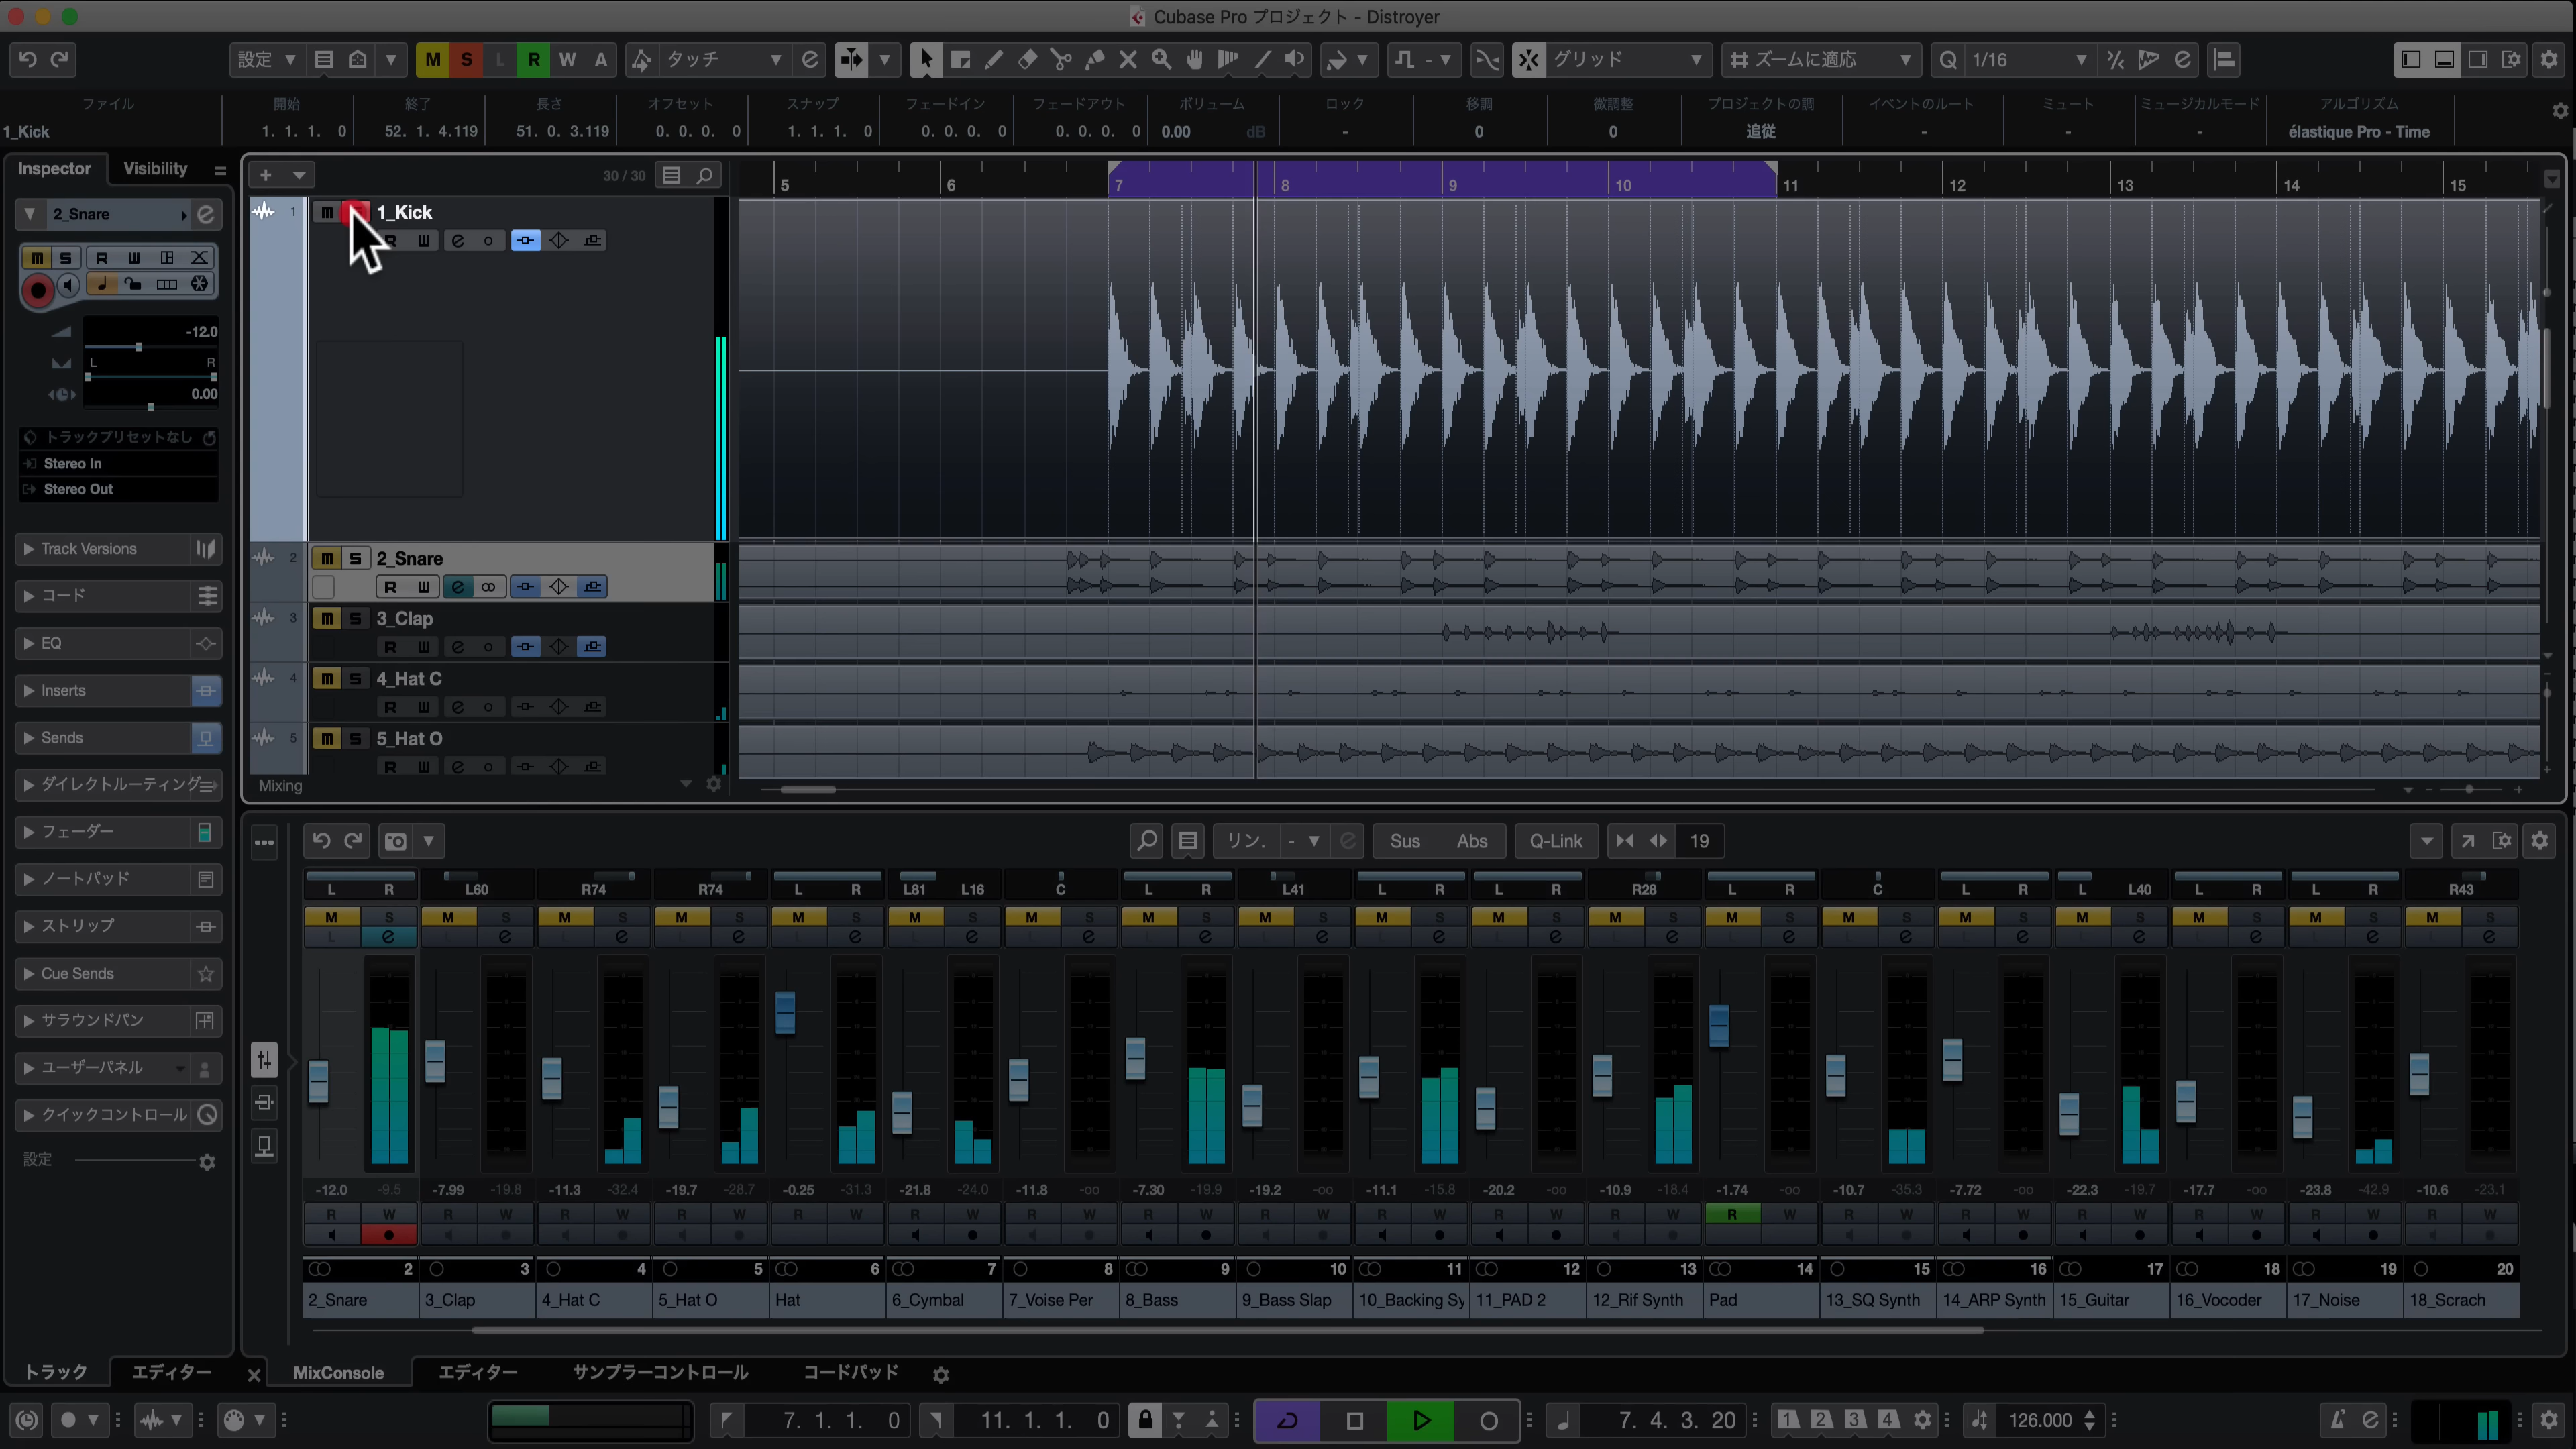 Cubase Pro プロジェクト - Distroyer
設定 M S L R W A タッチ グリッド ズームに適応 Q 1/16
ファイル 開始 終了 長さ オフセット スナップ フェードイン フェードアウト ボリューム ロック 移調 微調整 プロジェクトの調 イベントのルート ミュート ミュージカルモード アルゴリズム
1_Kick 1. 1. 1. 0 52. 1. 4.119 51. 0. 3.119 0. 0. 0. 0 1. 1. 1. 0 0. 0. 0. 0 0. 0. 0. 0 0.00 dB - 0 0 追従 - - - élastique Pro - Time
Inspector Visibility
30 / 30
5 6 7 8 9 10 11 12 13 14 15
2_Snare
m S R W
-12.0
L R
0.00
トラックプリセットなし
Stereo In
Stereo Out
Track Versions
コード
EQ
Inserts
Sends
ダイレクトルーティング
フェーダー
ノートパッド
ストリップ
Cue Sends
サラウンドパン
ユーザーパネル
クイックコントロール
設定
1 m 1_Kick
R W
2 m S 2_Snare
R W
3 m S 3_Clap
R W
4 m S 4_Hat C
R W
5 m S 5_Hat O
R W
Mixing
リン. - Sus Abs Q-Link 19
L R L60 R74 R74 L R L81 L16 C L R L41 L R L R R28 L R C L R L L40 L R L R R43
M S M S M S M S M S M S M S M S M S M S M S M S M S M S M S M S M S M S M S
-12.0 -9.5 -7.99 -19.8 -11.3 -32.4 -19.7 -28.7 -0.25 -31.3 -21.8 -24.0 -11.8 -oo -7.30 -19.9 -19.2 -oo -11.1 -15.8 -20.2 -oo -10.9 -18.4 -1.74 -oo -10.7 -35.3 -7.72 -oo -22.3 -19.7 -17.7 -oo -23.8 -42.9 -10.6 -23.1
R W R W R W R W R W R W R W R W R W R W R W R W R W R W R W R W R W R W R W
2 3 4 5 6 7 8 9 10 11 12 13 14 15 16 17 18 19 20
2_Snare 3_Clap 4_Hat C 5_Hat O Hat 6_Cymbal 7_Voise Per 8_Bass 9_Bass Slap 10_Backing Sy 11_PAD 2 12_Rif Synth Pad 13_SQ Synth 14_ARP Synth 15_Guitar 16_Vocoder 17_Noise 18_Scrach
トラック エディター MixConsole エディター サンプラーコントロール コードパッド
7. 1. 1. 0 11. 1. 1. 0 7. 4. 3. 20 1 2 3 4 126.000